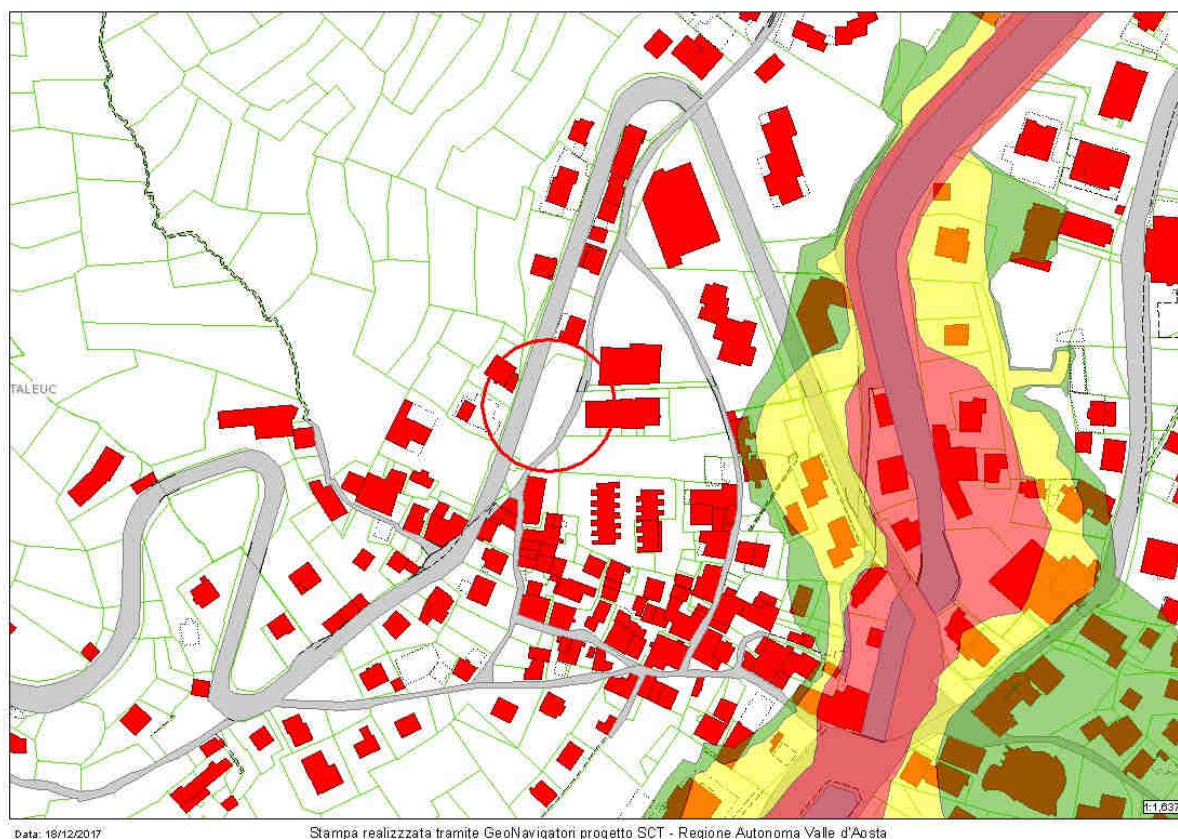 TALEUC
1:1,637
Data: 18/12/2017
Stampa realizzzata tramite GeoNavigatori progetto SCT - Regione Autonoma Valle d'Aosta